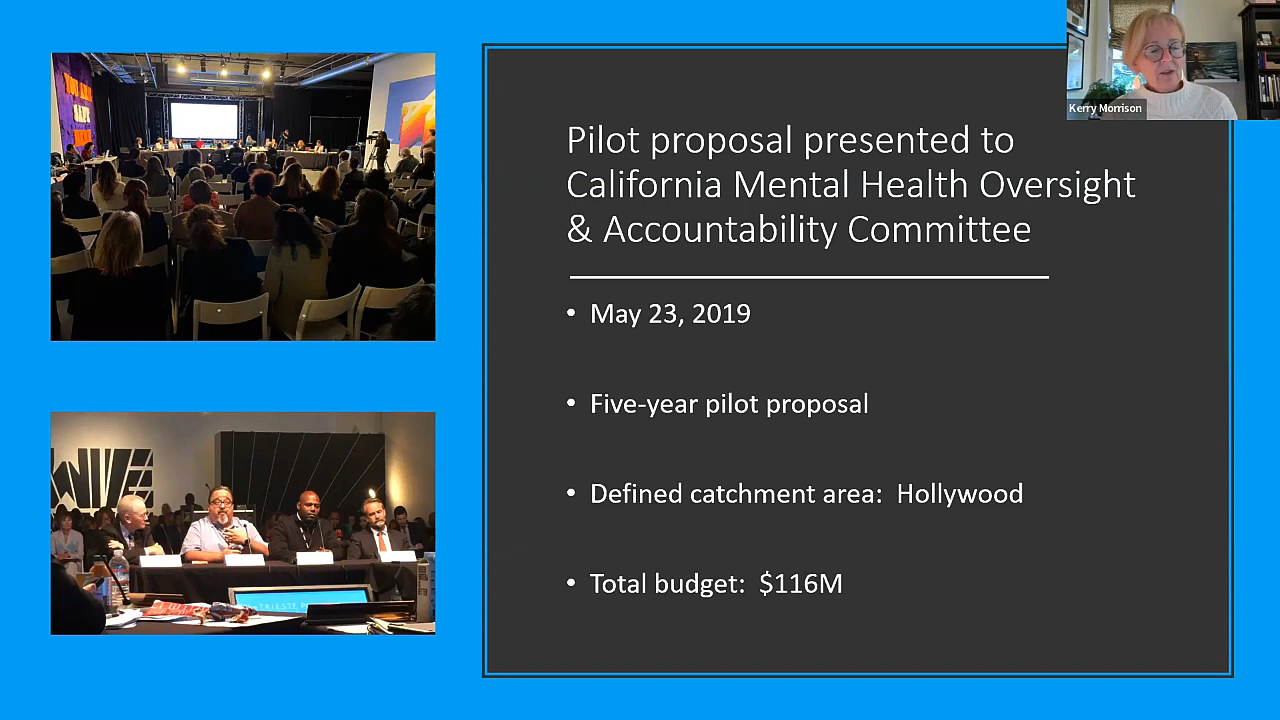 Kerry Morrison
Pilot proposal presented to
California Mental Health Oversight
& Accountability Committee
• May 23, 2019
• Five-year pilot proposal
• Defined catchment area: Hollywood
• Total budget: $116M